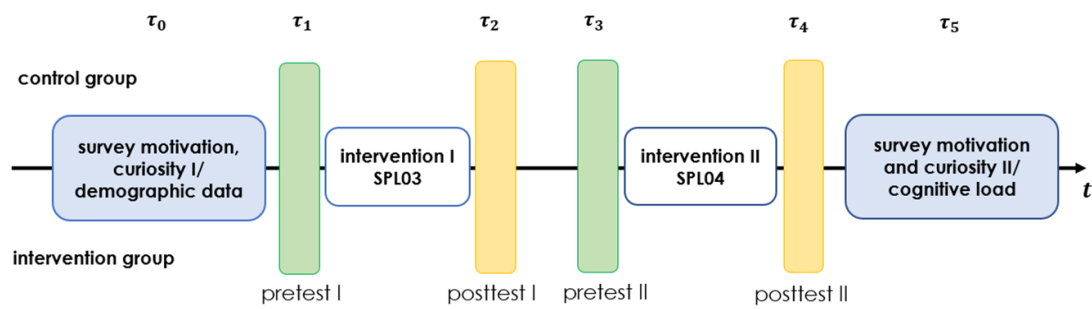 τ₀ τ₁ τ₂ τ₃ τ₄ τ₅
control group
survey motivation,
curiosity I/
demographic data
intervention I
SPL03
intervention II
SPL04
survey motivation
and curiosity II/
cognitive load
t
intervention group
pretest I posttest I pretest II posttest II